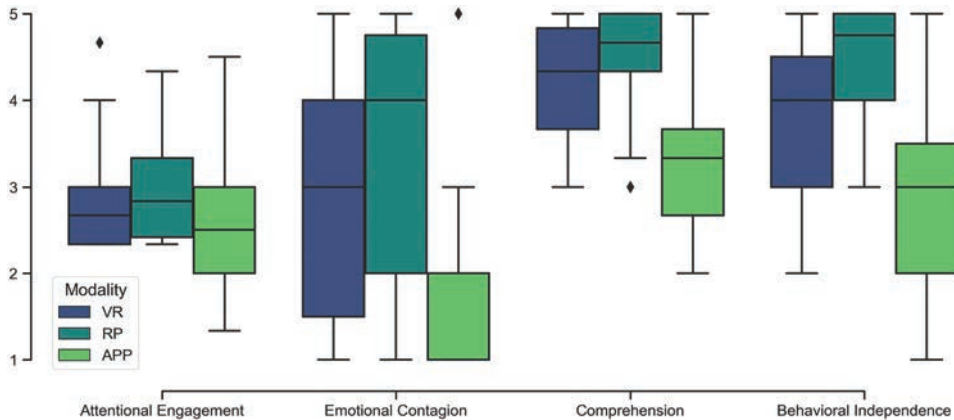 5
4
3
2
1
Modality
VR
RP
APP
Attentional Engagement
Emotional Contagion
Comprehension
Behavioral Independence